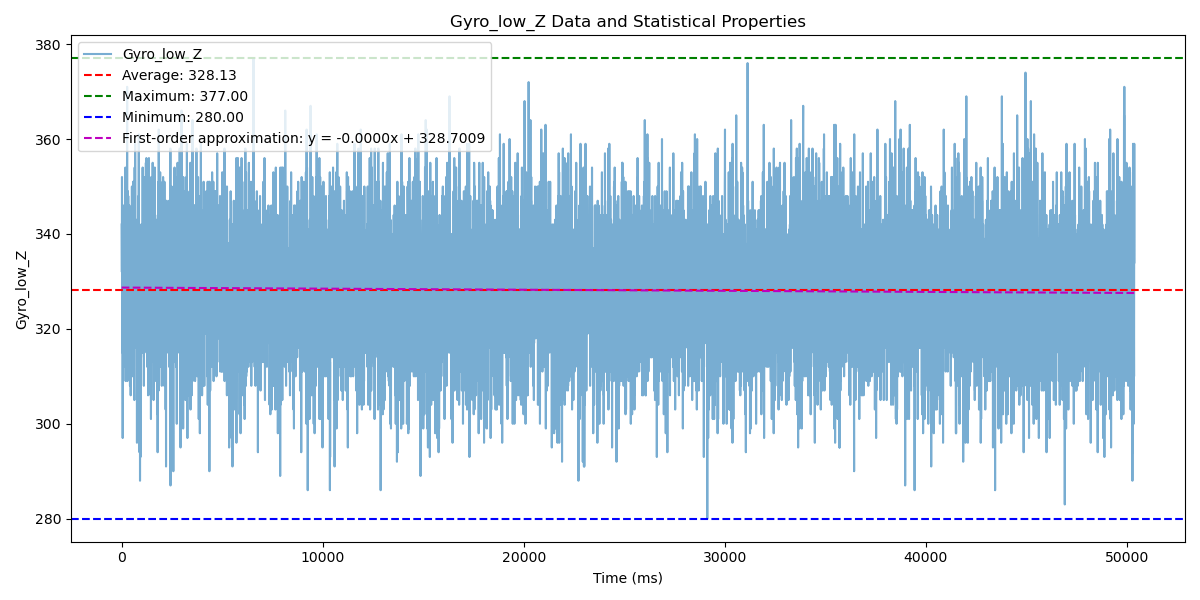 Gyro_low_Z Data and Statistical Properties
Gyro_low_Z
Average: 328.13
Maximum: 377.00
Minimum: 280.00
First-order approximation: y = -0.0000x + 328.7009
380
360
340
320
300
280
Gyro_low_Z
0 10000 20000 30000 40000 50000
Time (ms)